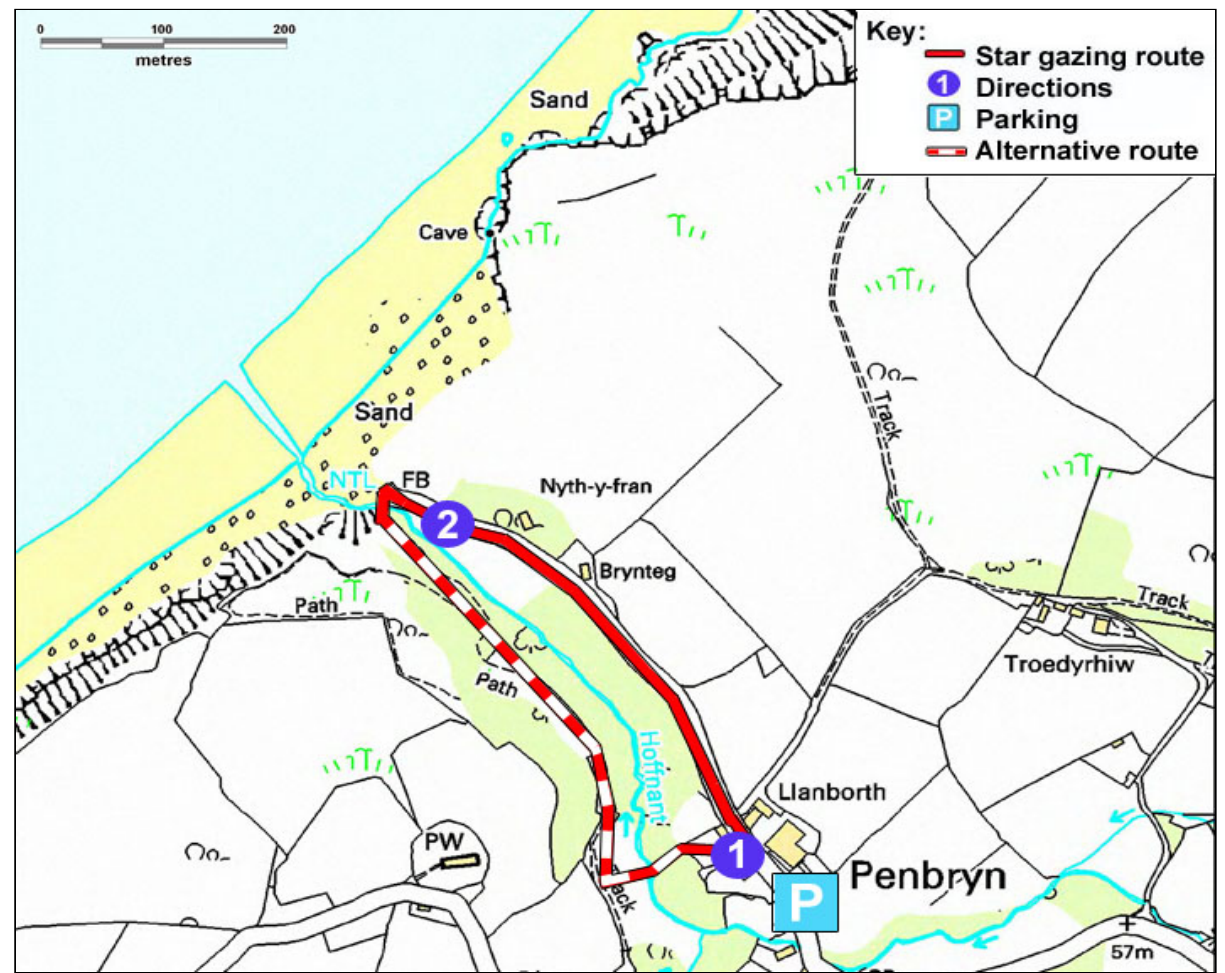 0 100 200
metres
Key:
Star gazing route
1 Directions
P Parking
Alternative route
Sand
Cave
Track
Sand
NTL FB
Nyth-y-fran
2
Brynteg
Path
Track
Troedyrhiw
Path
Hoffnant
Llanborth
PW
1
Penbryn
P
57m